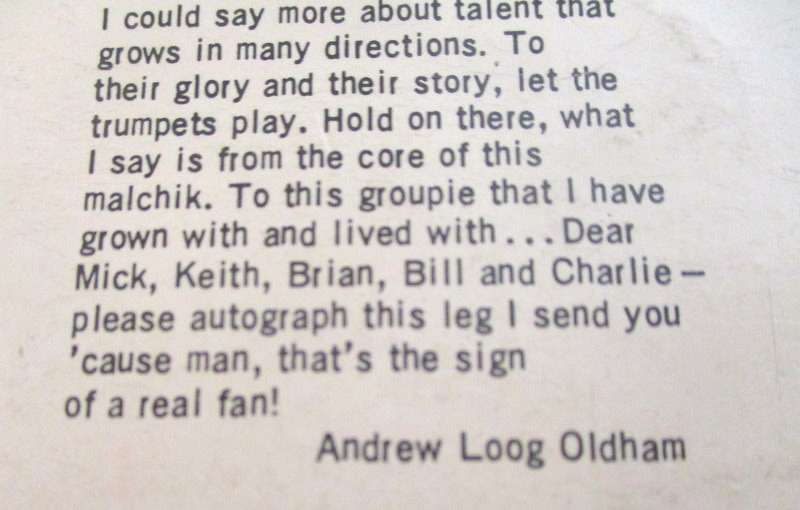 I could say more about talent that
grows in many directions. To
their glory and their story, let the
trumpets play. Hold on there, what
I say is from the core of this
malchik. To this groupie that I have
grown with and lived with...Dear
Mick, Keith, Brian, Bill and Charlie—
please autograph this leg I send you
'cause man, that's the sign
of a real fan!
Andrew Loog Oldham